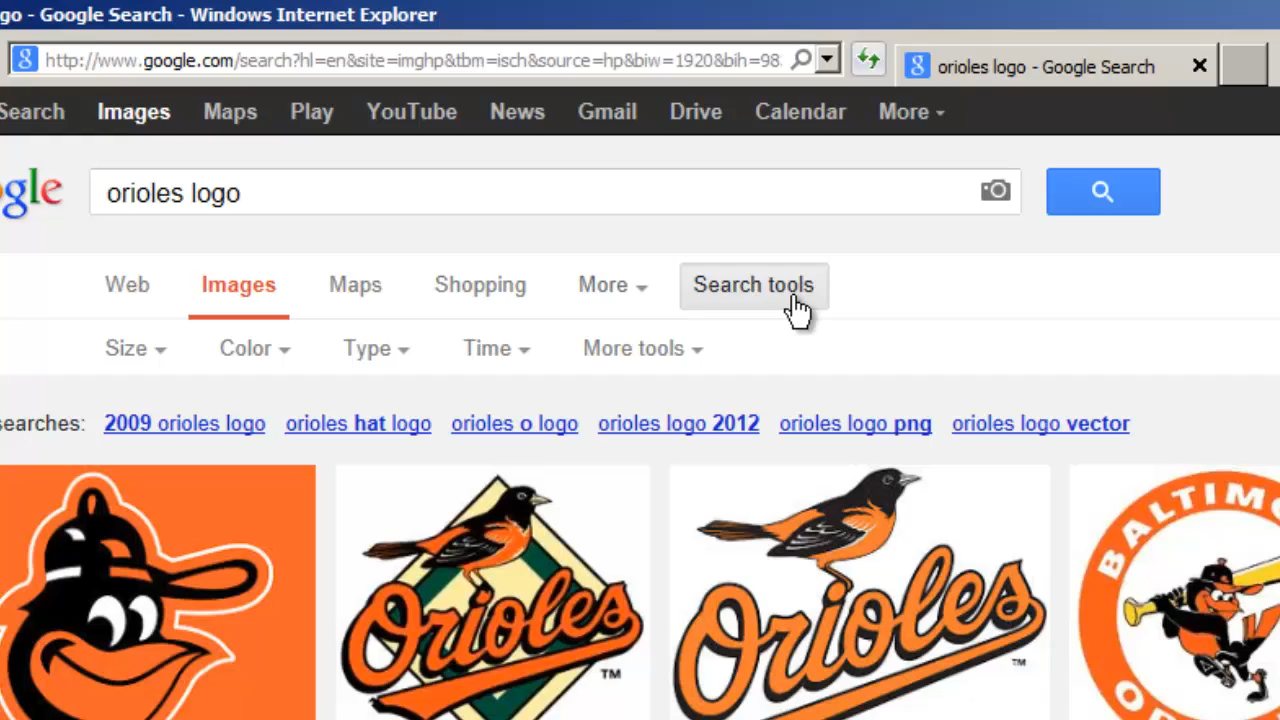 go - Google Search - Windows Internet Explorer
http://www.google.com/search?hl=en&site=imghp&tbm=isch&source=hp&biw=1920&bih=98
orioles logo - Google Search
Search Images Maps Play YouTube News Gmail Drive Calendar More
gle
orioles logo
Web Images Maps Shopping More Search tools
Size Color Type Time More tools
searches: 2009 orioles logo orioles hat logo orioles o logo orioles logo 2012 orioles logo png orioles logo vector
Orioles TM
Orioles TM
BALTIMO